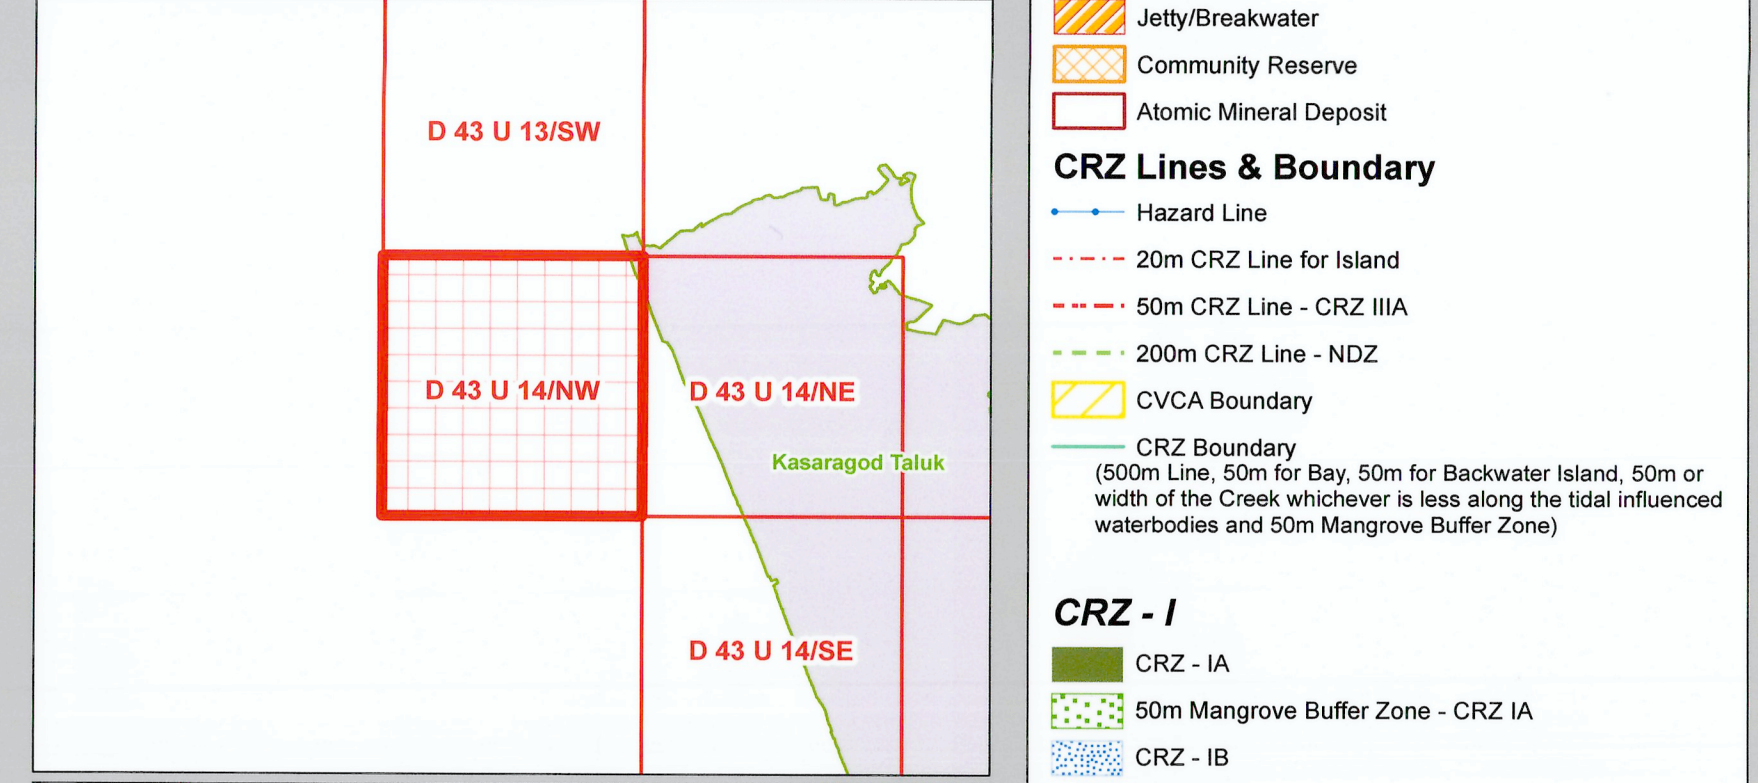 D 43 U 13/SW
D 43 U 14/NW
D 43 U 14/NE
Kasaragod Taluk
D 43 U 14/SE
Jetty/Breakwater
Community Reserve
Atomic Mineral Deposit
CRZ Lines & Boundary
Hazard Line
20m CRZ Line for Island
50m CRZ Line - CRZ IIIA
200m CRZ Line - NDZ
CVCA Boundary
CRZ Boundary
(500m Line, 50m for Bay, 50m for Backwater Island, 50m or
width of the Creek whichever is less along the tidal influenced
waterbodies and 50m Mangrove Buffer Zone)
CRZ - I
CRZ - IA
50m Mangrove Buffer Zone - CRZ IA
CRZ - IB